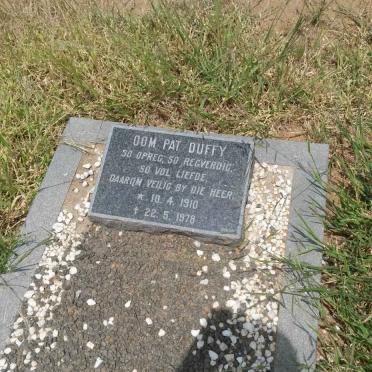 OOM PAT DUFFY
SO OPREG, SO REGVERDIG,
SO VOL LIEFDE,
DAAROM VEILIG BY DIE HEER
* 10. 4. 1910
† 22. 5. 1978